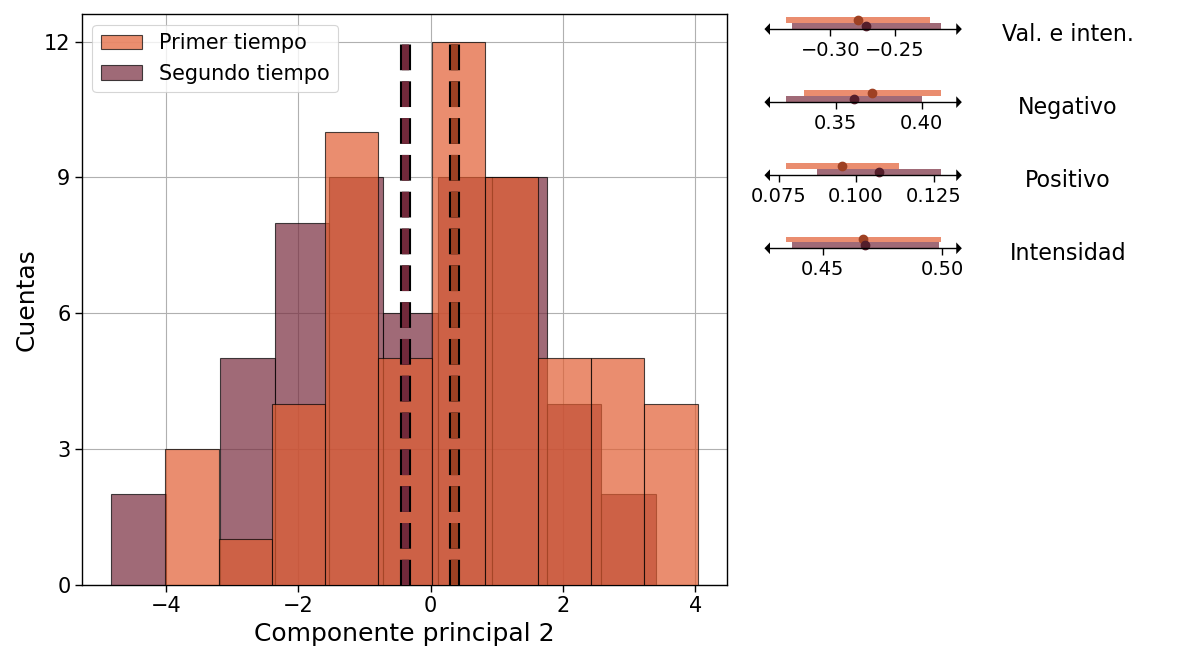 12
9
6
3
0
Cuentas
Primer tiempo
Segundo tiempo
−4 −2 0 2 4
Componente principal 2
−0.30 −0.25
Val. e inten.
0.35 0.40
Negativo
0.075 0.100 0.125
Positivo
0.45 0.50
Intensidad